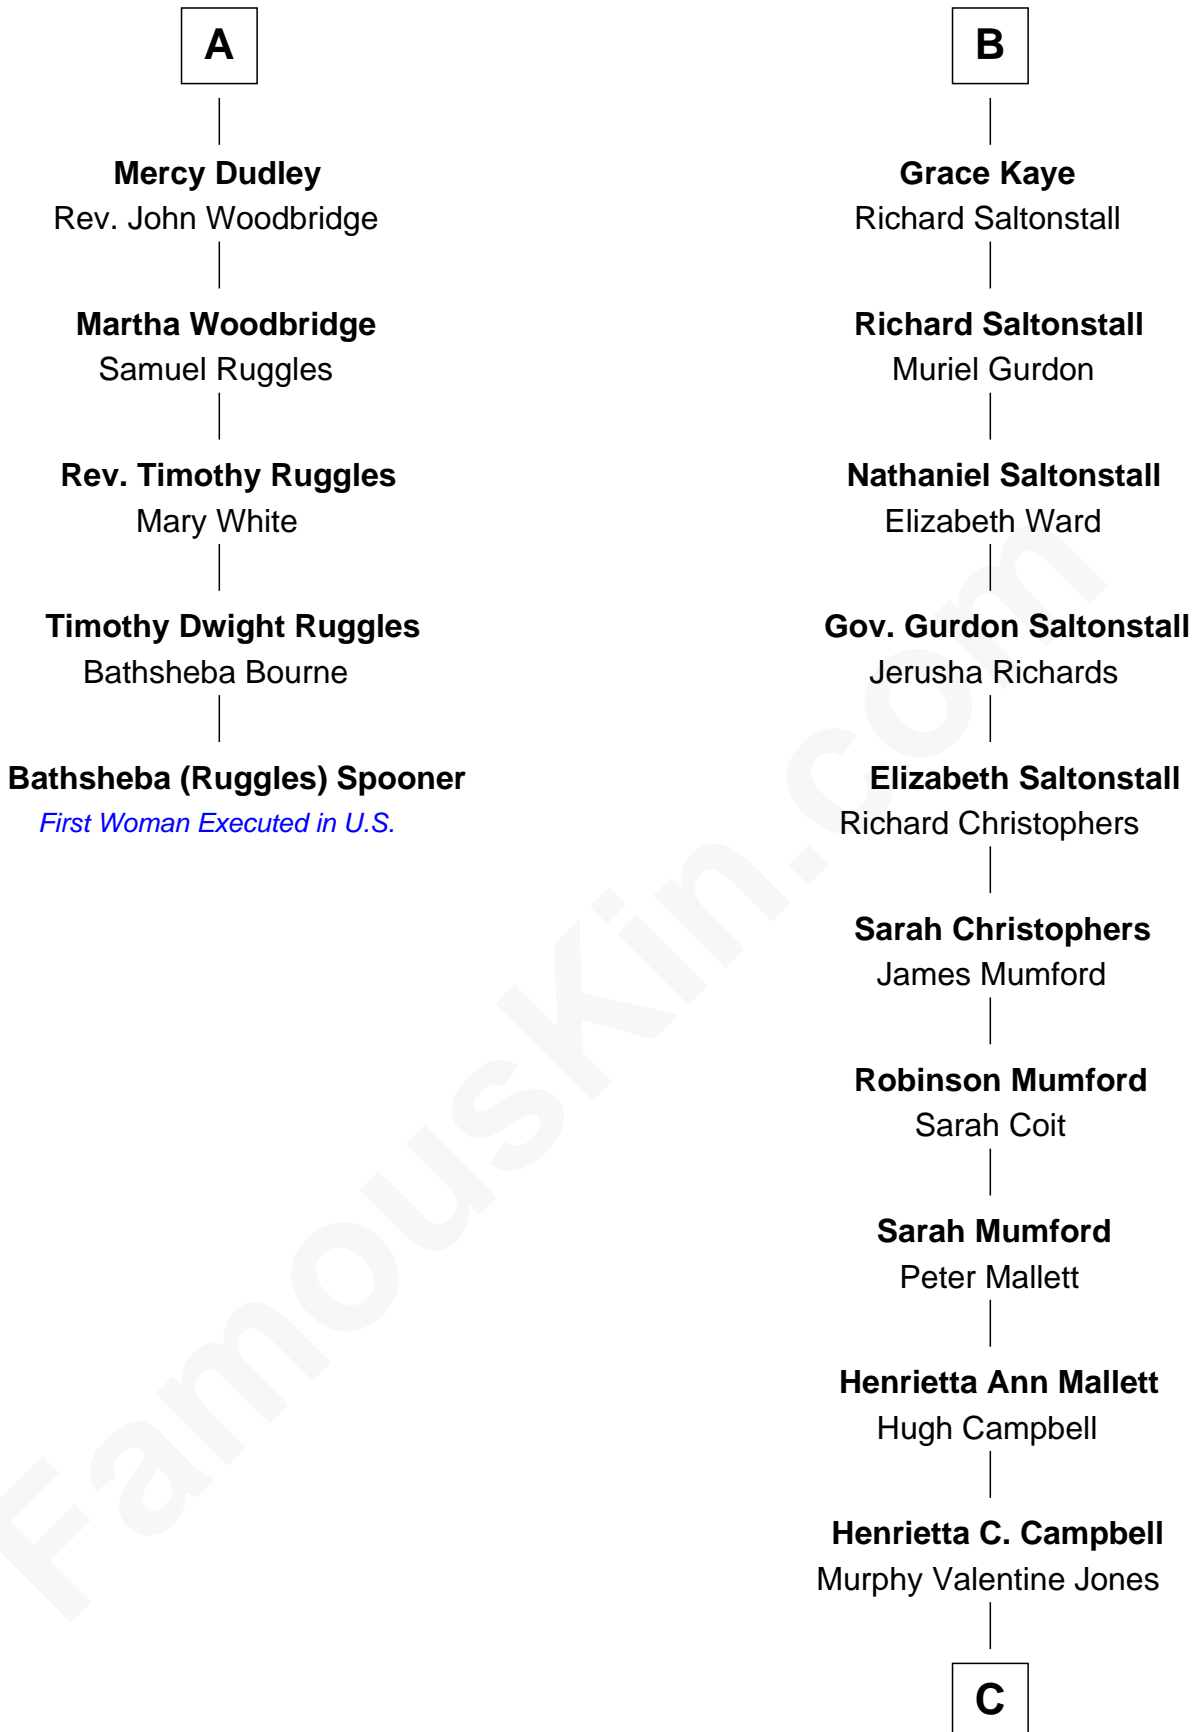 A
Mercy Dudley
Rev. John Woodbridge
Martha Woodbridge
Samuel Ruggles
Rev. Timothy Ruggles
Mary White
Timothy Dwight Ruggles
Bathsheba Bourne
Bathsheba (Ruggles) Spooner
First Woman Executed in U.S.
B
Grace Kaye
Richard Saltonstall
Richard Saltonstall
Muriel Gurdon
Nathaniel Saltonstall
Elizabeth Ward
Gov. Gurdon Saltonstall
Jerusha Richards
Elizabeth Saltonstall
Richard Christophers
Sarah Christophers
James Mumford
Robinson Mumford
Sarah Coit
Sarah Mumford
Peter Mallett
Henrietta Ann Mallett
Hugh Campbell
Henrietta C. Campbell
Murphy Valentine Jones
C
FamousKin.com